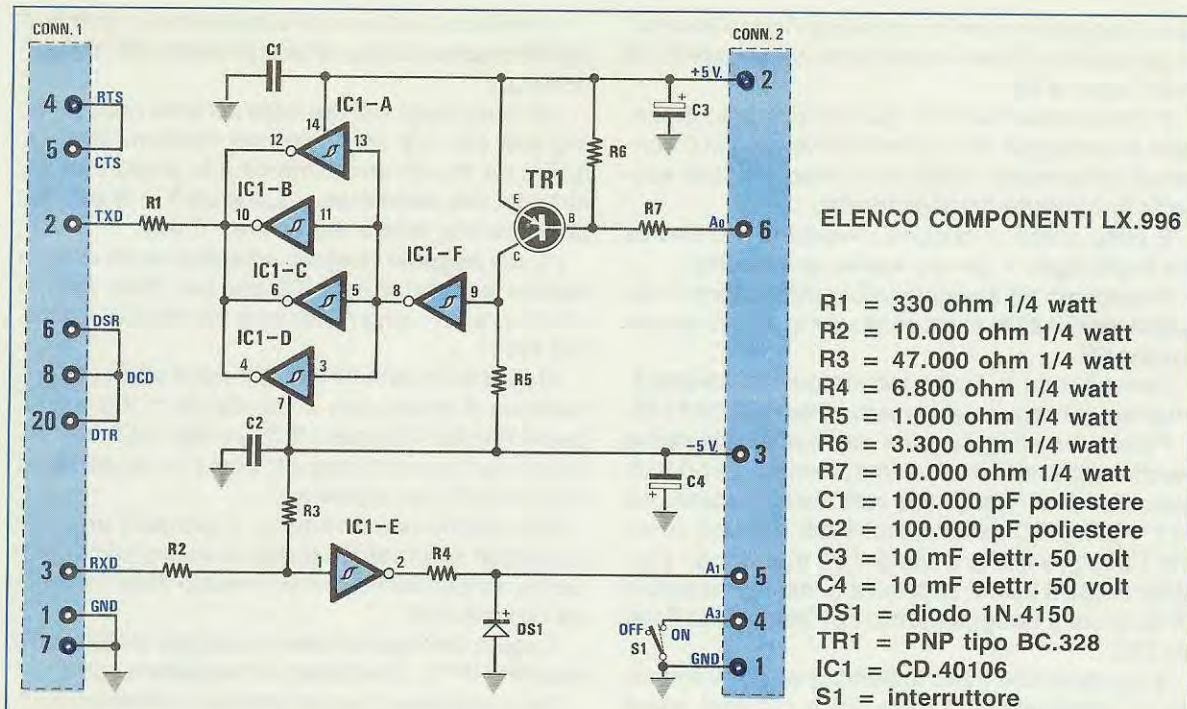 CONN. 1
CONN. 2
C1
+5 V.
2
4
RTS
IC1-A
C3
+
14
12
13
R6
5
CTS
IC1-B
TR1
R1
E
R7
2
TXD
10
11
B
A0
6
ELENCO COMPONENTI LX.996
IC1-C
IC1-F
C
6
5
8
9
R1 = 330 ohm 1/4 watt
6
DSR
IC1-D
R2 = 10.000 ohm 1/4 watt
R3 = 47.000 ohm 1/4 watt
8
DCD
4
3
R5
R4 = 6.800 ohm 1/4 watt
7
R5 = 1.000 ohm 1/4 watt
20
DTR
C2
-5 V.
3
R6 = 3.300 ohm 1/4 watt
C4
+
R7 = 10.000 ohm 1/4 watt
R3
C1 = 100.000 pF poliestere
IC1-E
C2 = 100.000 pF poliestere
3
RXD
R2
1
2
R4
A1
5
C3 = 10 mF elettr. 50 volt
C4 = 10 mF elettr. 50 volt
1
GND
+
DS1
A3
4
DS1 = diodo 1N.4150
OFF
ON
S1
TR1 = PNP tipo BC.328
7
GND
1
IC1 = CD.40106
S1 = interruttore